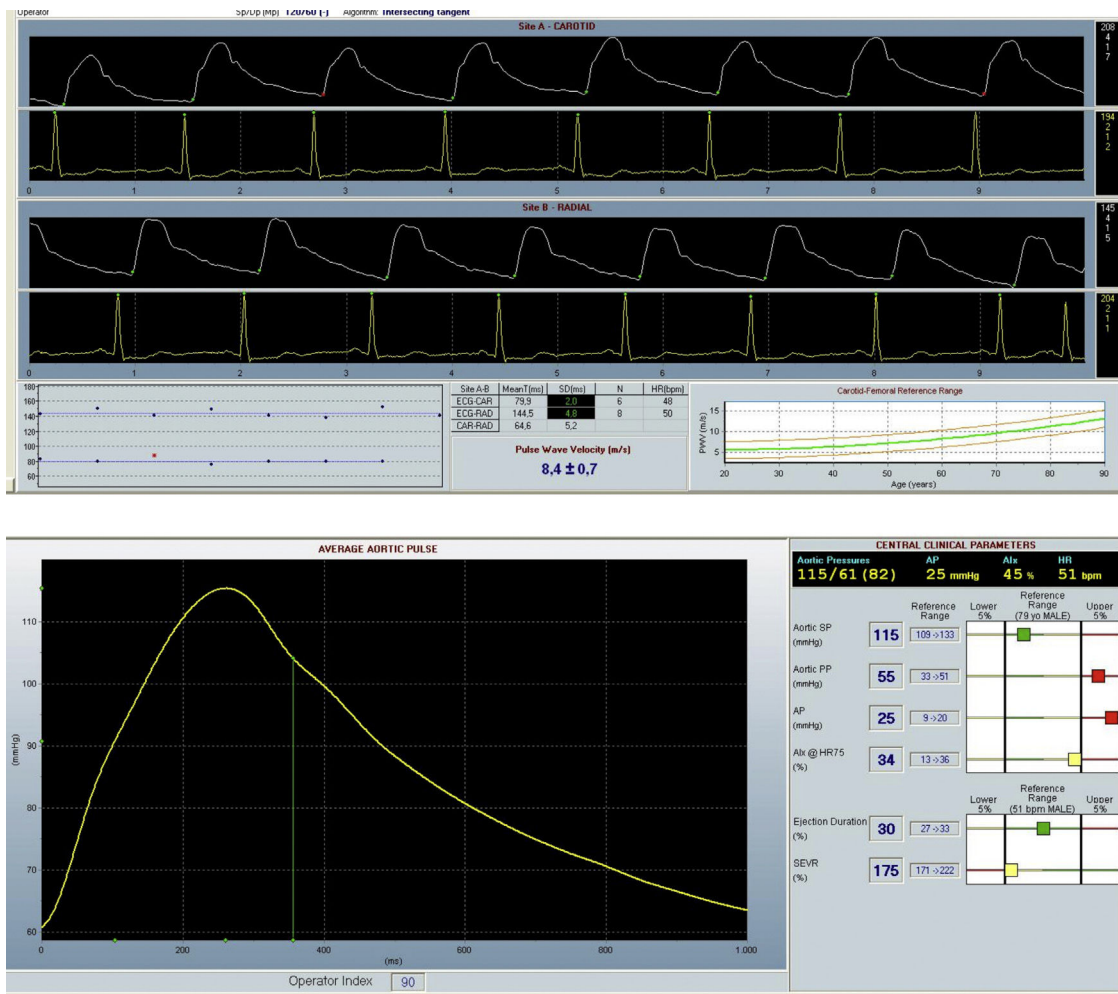 Operator Sp/Dp [Mp] 120/60 (-) Algorithm: Intersecting tangent
Site A - CAROTID
208
4
1
7
194
2
1
2
0 1 2 3 4 5 6 7 8 9
Site B - RADIAL
145
4
1
5
204
2
1
1
0 1 2 3 4 5 6 7 8 9
180
160
140
120
100
80
60
Site A-B MeanT(ms) SD(ms) N HR(bpm)
ECG-CAR 79,9 2,0 6 48
ECG-RAD 144,5 4,8 8 50
CAR-RAD 64,6 5,2
Pulse Wave Velocity (m/s)
8,4 ± 0,7
Carotid-Femoral Reference Range
PWV (m/s)
15
10
5
20 30 40 50 60 70 80 90
Age (years)
AVERAGE AORTIC PULSE
(mmHg)
110
100
90
80
70
60
0 200 400 600 800 1.000
(ms)
Operator Index 90
CENTRAL CLINICAL PARAMETERS
Aortic Pressures AP AIx HR
115/61 (82) 25 mmHg 45 % 51 bpm
Reference Range Lower 5% Reference Range (79 yo MALE) Upper 5%
Aortic SP (mmHg) 115 109->133
Aortic PP (mmHg) 55 33->51
AP (mmHg) 25 9->20
AIx @ HR75 (%) 34 13->36
Lower 5% Reference Range (51 bpm MALE) Upper 5%
Ejection Duration (%) 30 27->33
SEVR (%) 175 171->222